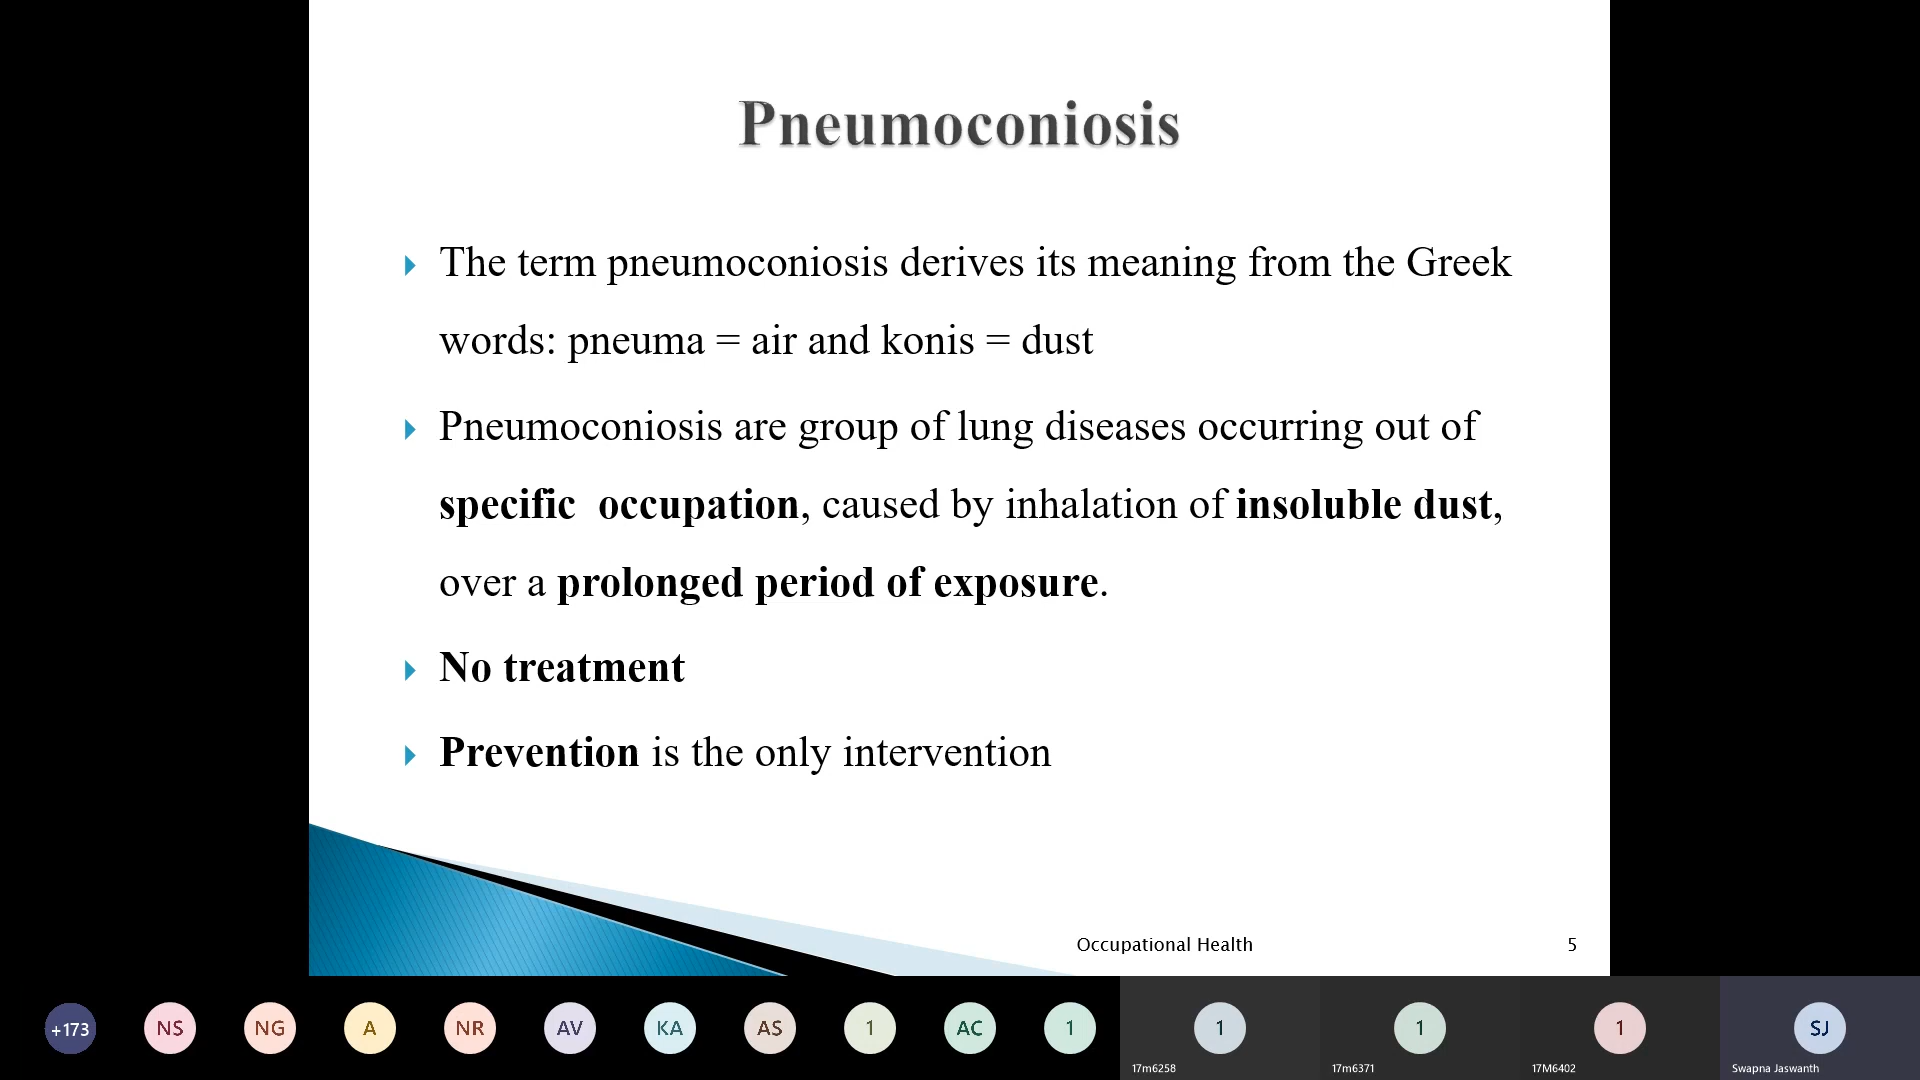 Pneumoconiosis
The term pneumoconiosis derives its meaning from the Greek
words: pneuma = air and konis = dust
Pneumoconiosis are group of lung diseases occurring out of
specific occupation, caused by inhalation of insoluble dust,
over a prolonged period of exposure.
No treatment
Prevention is the only intervention
Occupational Health 5
+173 NS NG A NR AV KA AS 1 AC 1 1 1 1 SJ
17m6258 17m6371 17M6402 Swapna Jaswanth